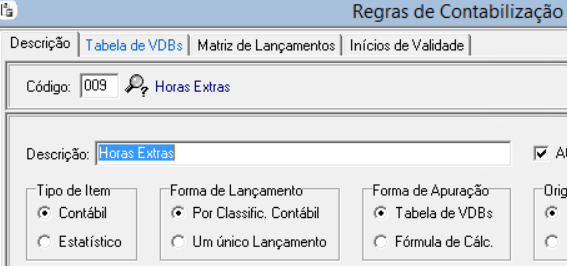 Regras de Contabilização
Descrição Tabela de VDBs Matriz de Lançamentos Inícios de Validade
Código: 009 Horas Extras
Descrição: Horas Extras
Tipo de Item Forma de Lançamento Forma de Apuração
Contábil Por Classific. Contábil Tabela de VDBs
Estatístico Um único Lançamento Fórmula de Cálc.